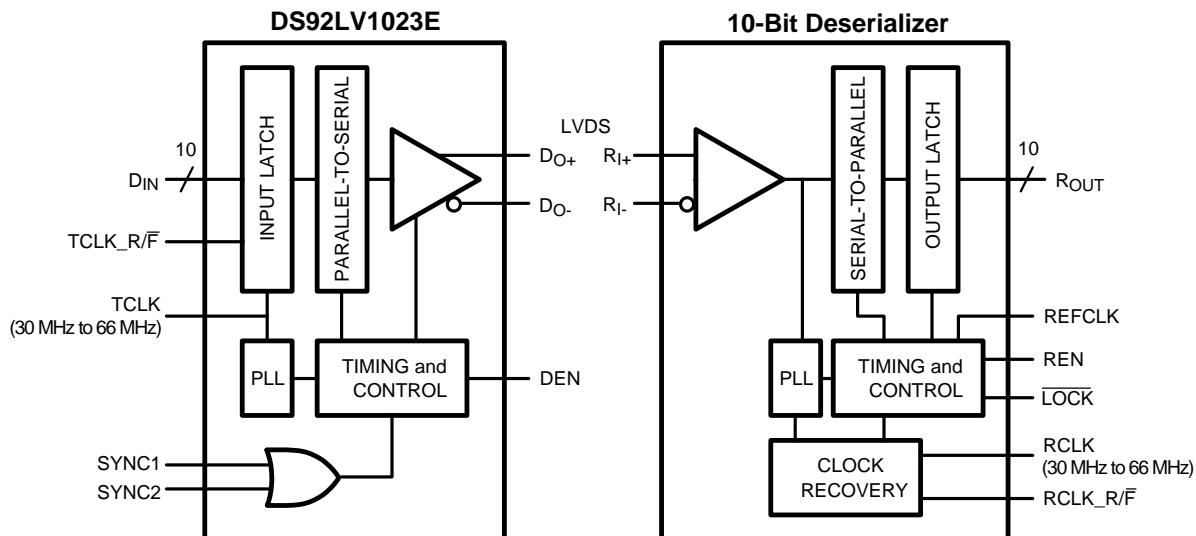 DS92LV1023E
10-Bit Deserializer
10
D_IN
TCLK_R/F̅
TCLK
(30 MHz to 66 MHz)
SYNC1
SYNC2
INPUT LATCH
PARALLEL-TO-SERIAL
PLL
TIMING and
CONTROL
LVDS
D_O+
D_O-
DEN
R_I+
R_I-
SERIAL-TO-PARALLEL
OUTPUT LATCH
PLL
TIMING and
CONTROL
CLOCK
RECOVERY
10
R_OUT
REFCLK
REN
L̅O̅C̅K̅
RCLK
(30 MHz to 66 MHz)
RCLK_R/F̅